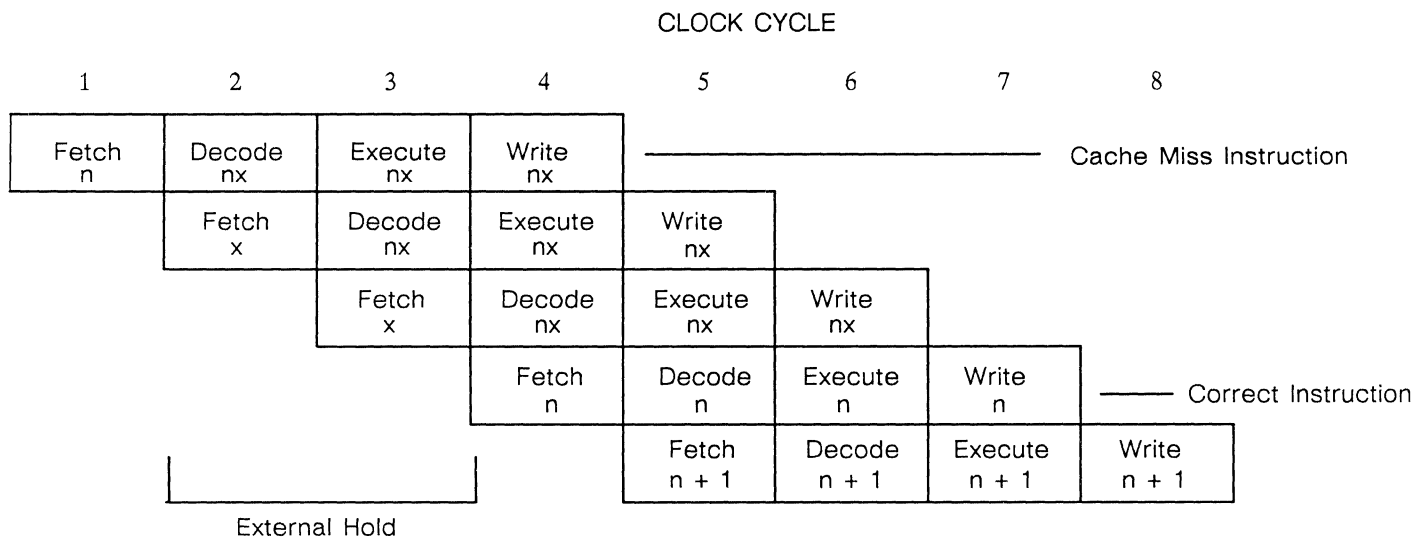 CLOCK CYCLE
1 2 3 4 5 6 7 8
Fetch Decode Execute Write
n nx nx nx
Cache Miss Instruction
Fetch Decode Execute Write
x nx nx nx
Fetch Decode Execute Write
x nx nx nx
Fetch Decode Execute Write
n n n n
Correct Instruction
Fetch Decode Execute Write
n + 1 n + 1 n + 1 n + 1
External Hold